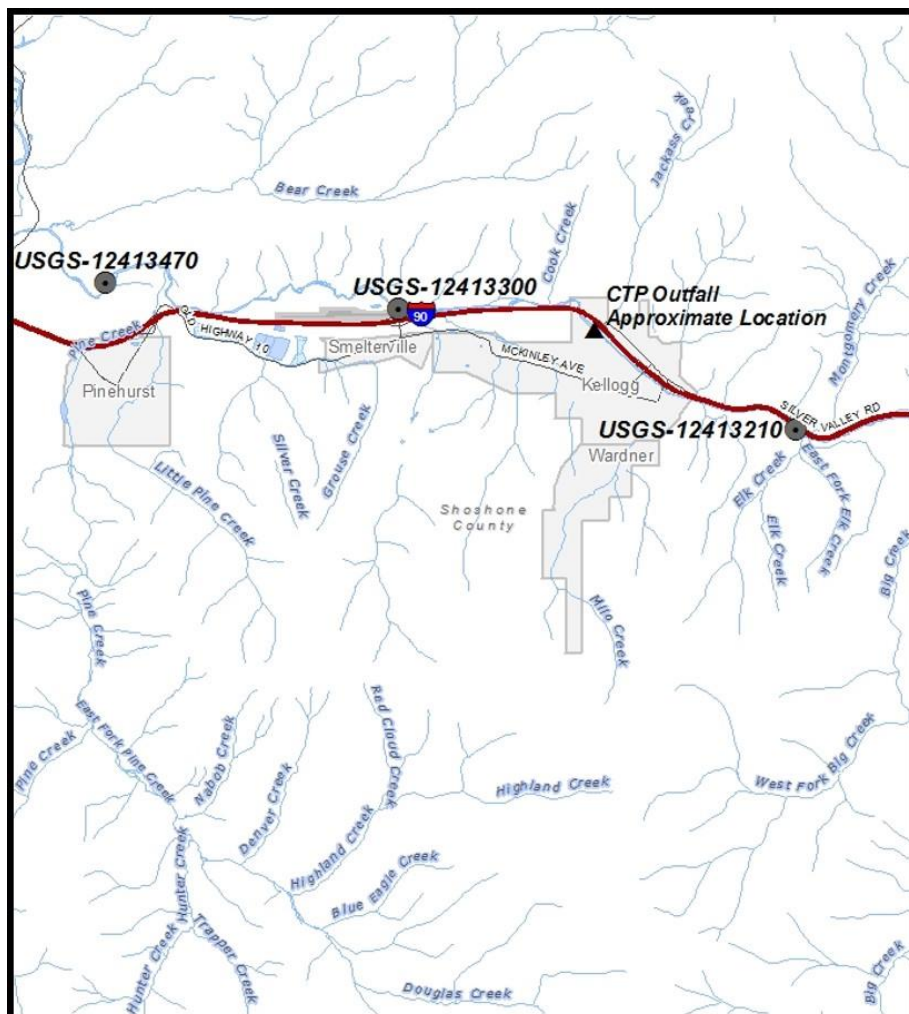 Jackass Creek
Bear Creek
Cook Creek
USGS-12413470
USGS-12413300
90
CTP Outfall
Approximate Location
Montgomery Creek
OLD HIGHWAY 10
Pine Creek
Smelterville
MCKINLEY AVE
Kellogg
Pinehurst
SILVER VALLEY RD
USGS-12413210
Wardner
Little Pine Creek
Silver Creek
Grouse Creek
Shoshone
County
Elk Creek
East Fork Elk Creek
Elk Creek
Big Creek
Pine Creek
Milo Creek
East Fork Pine Creek
Pine Creek
Nabob Creek
Denver Creek
Red Cloud Creek
Highland Creek
West Fork Big Creek
Highland Creek
Hunter Creek
Blue Eagle Creek
Hunter Creek
Trapper Creek
Douglas Creek
Big Creek